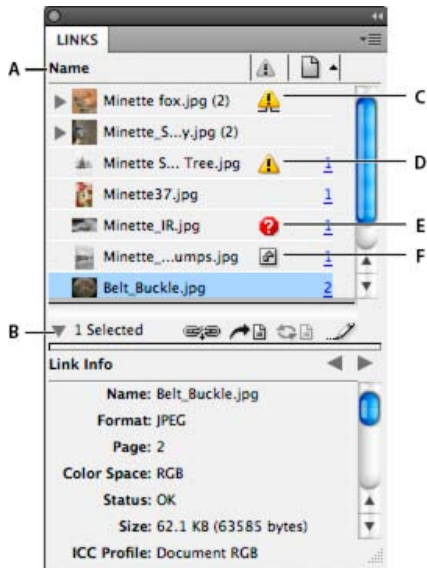 LINKS
A Name
Minette fox.jpg (2) C
Minette_S...y.jpg (2)
Minette S... Tree.jpg 1 D
Minette37.jpg 1
Minette_IR.jpg ? 1 E
Minette_...umps.jpg 1 F
Belt_Buckle.jpg 2
B 1 Selected
Link Info
Name: Belt_Buckle.jpg
Format: JPEG
Page: 2
Color Space: RGB
Status: OK
Size: 62.1 KB (63585 bytes)
ICC Profile: Document RGB